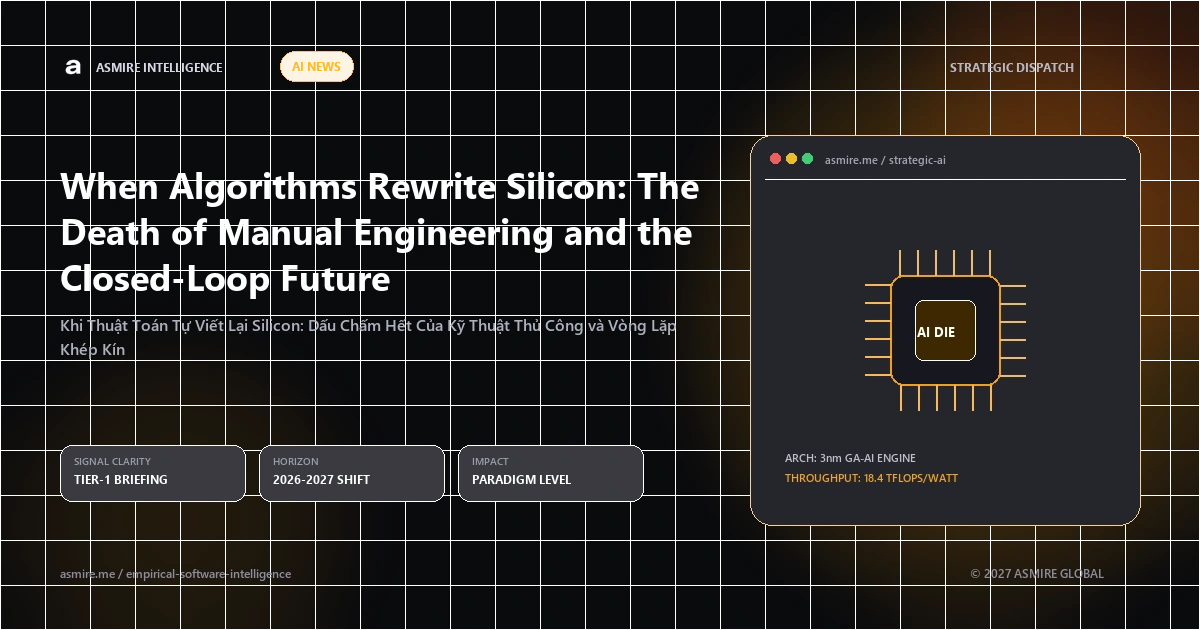 a ASMIRE INTELLIGENCE
AI NEWS
STRATEGIC DISPATCH
When Algorithms Rewrite Silicon: The
Death of Manual Engineering and the
Closed-Loop Future
Khi Thuật Toán Tự Viết Lại Silicon: Dấu Chấm Hết Của Kỹ Thuật Thủ Công và Vòng Lặp
Khép Kín
SIGNAL CLARITY
TIER-1 BRIEFING
HORIZON
2026-2027 SHIFT
IMPACT
PARADIGM LEVEL
asmire.me / strategic-ai
AI DIE
ARCH: 3nm GA-AI ENGINE
THROUGHPUT: 18.4 TFLOPS/WATT
asmire.me / empirical-software-intelligence
© 2027 ASMIRE GLOBAL